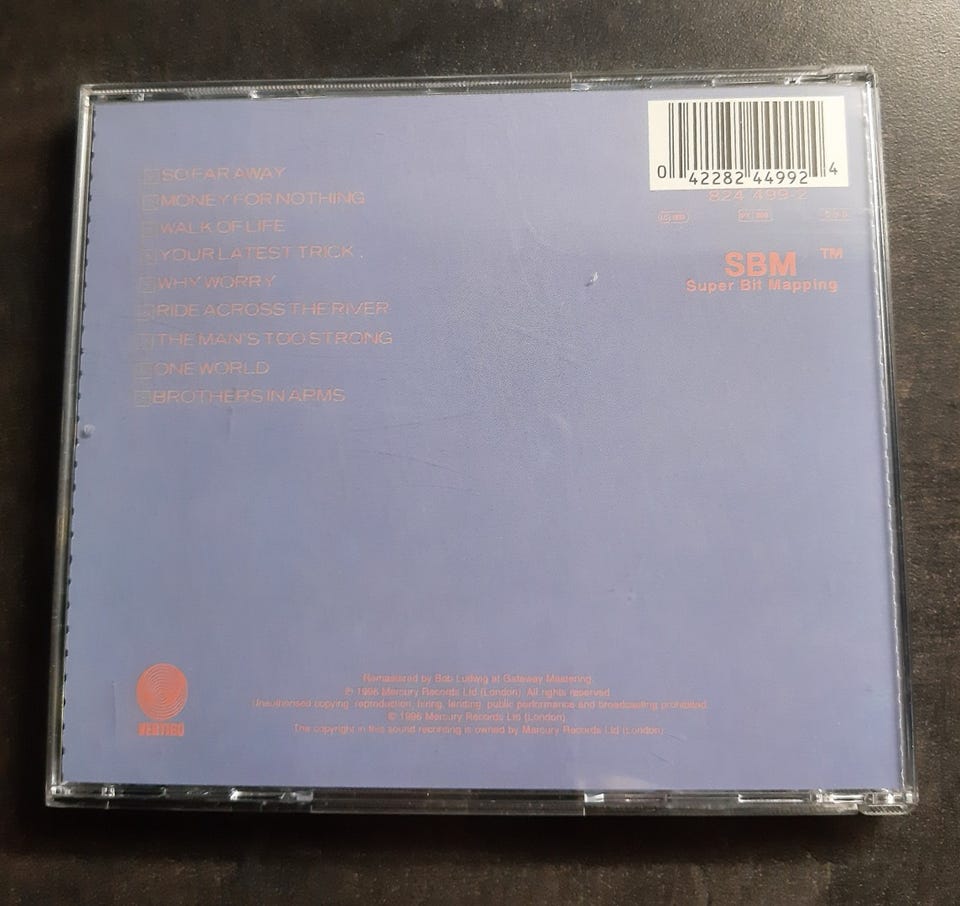 SO FAR AWAY
MONEY FOR NOTHING
WALK OF LIFE
YOUR LATEST TRICK
WHY WORRY
RIDE ACROSS THE RIVER
THE MAN'S TOO STRONG
ONE WORLD
BROTHERS IN ARMS
0 42282 44992 4
824 499-2
SBM TM
Super Bit Mapping
VERTIGO
Remastered by Bob Ludwig at Gateway Mastering.
℗ 1996 Mercury Records Ltd (London). All rights reserved
Unauthorised copying, reproduction, hiring, lending, public performance and broadcasting prohibited.
© 1996 Mercury Records Ltd (London)
The copyright in this sound recording is owned by Mercury Records Ltd (London)